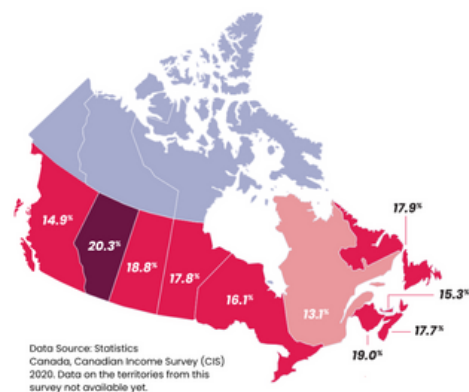 17.9%
14.9%
20.3%
18.8%
17.8%
15.3%
16.1%
13.1%
17.7%
19.0%
Data Source: Statistics
Canada, Canadian Income Survey (CIS)
2020. Data on the territories from this
survey not available yet.